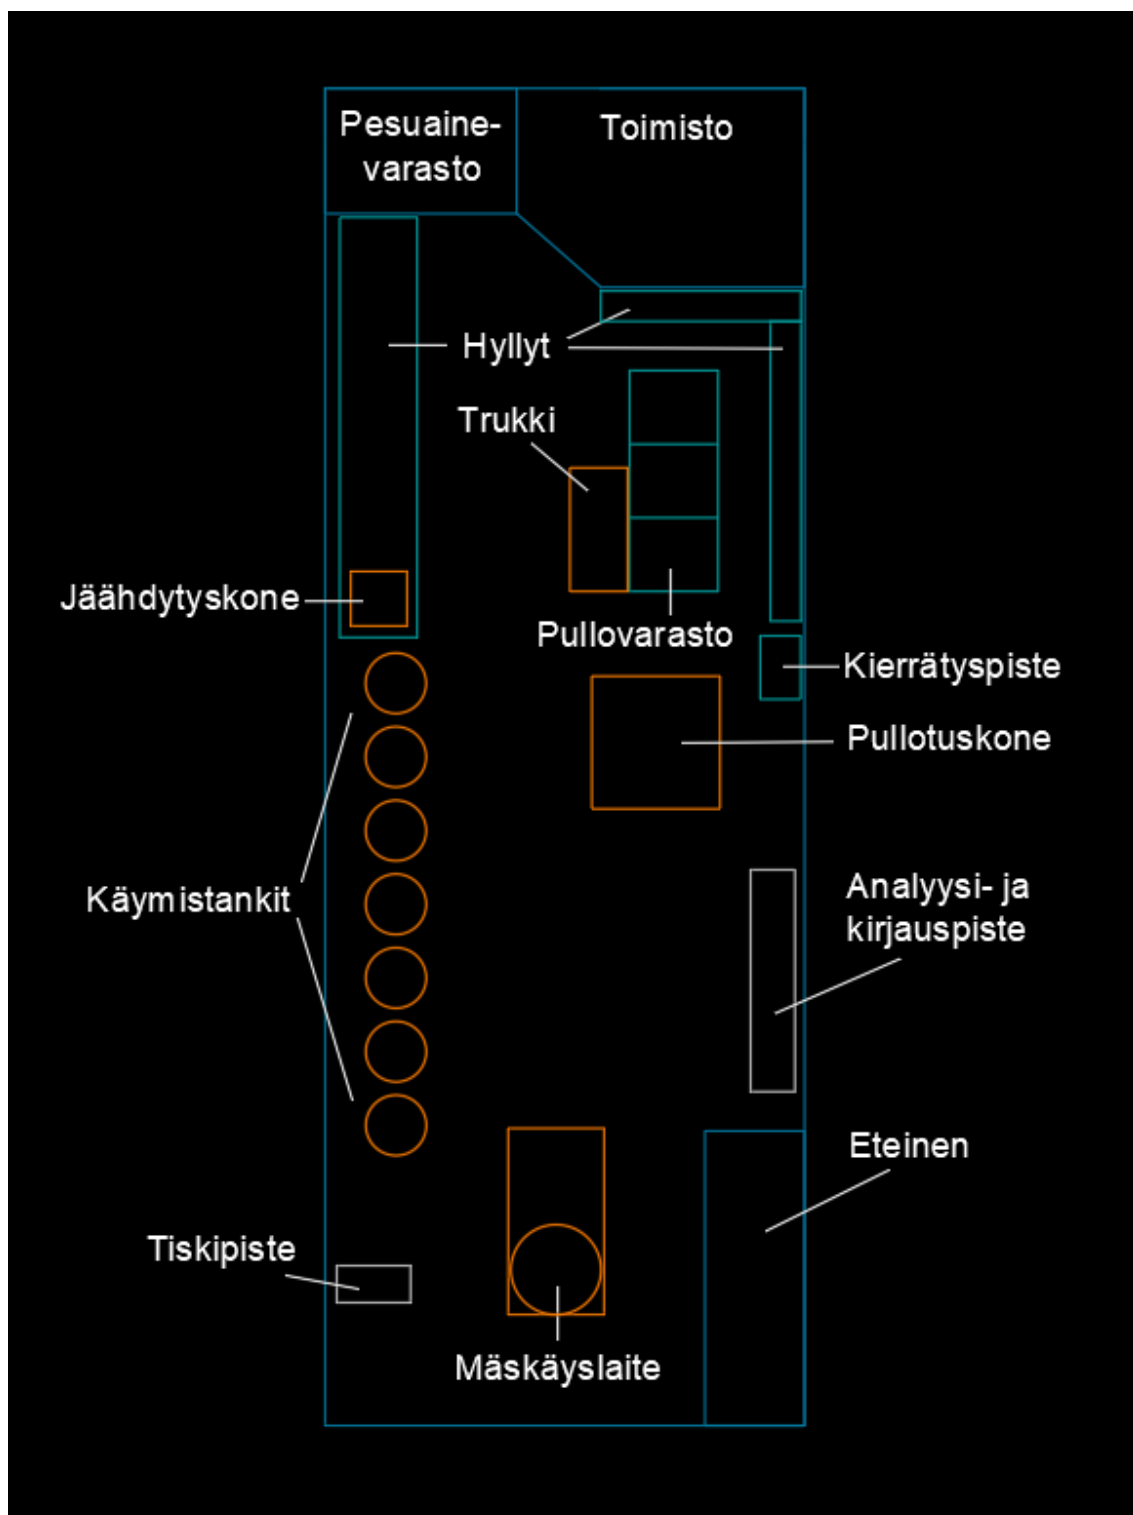 Pesuaine-
varasto
Toimisto
Hyllyt
Trukki
Jäähdytyskone
Pullovarasto
Kierrätyspiste
Pullotuskone
Käymistankit
Analyysi- ja
kirjauspiste
Eteinen
Tiskipiste
Mäskäyslaite